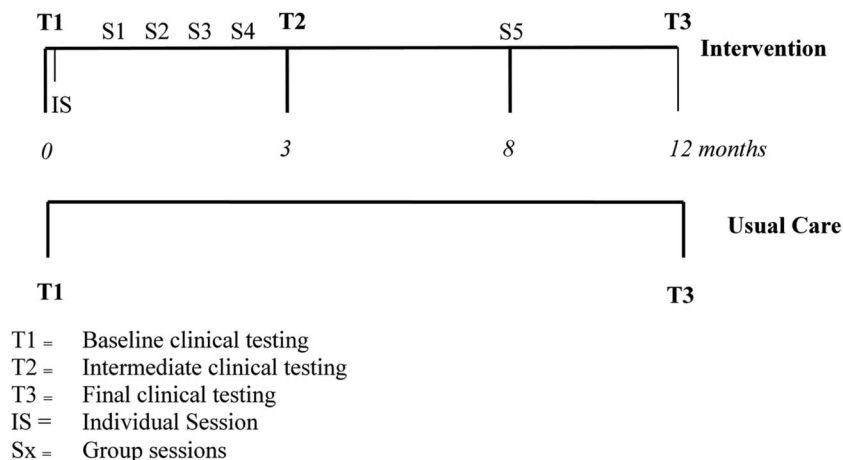 T1 S1 S2 S3 S4 T2 S5 T3
Intervention
IS
0 3 8 12 months
Usual Care
T1 T3
T1 = Baseline clinical testing
T2 = Intermediate clinical testing
T3 = Final clinical testing
IS = Individual Session
Sx = Group sessions